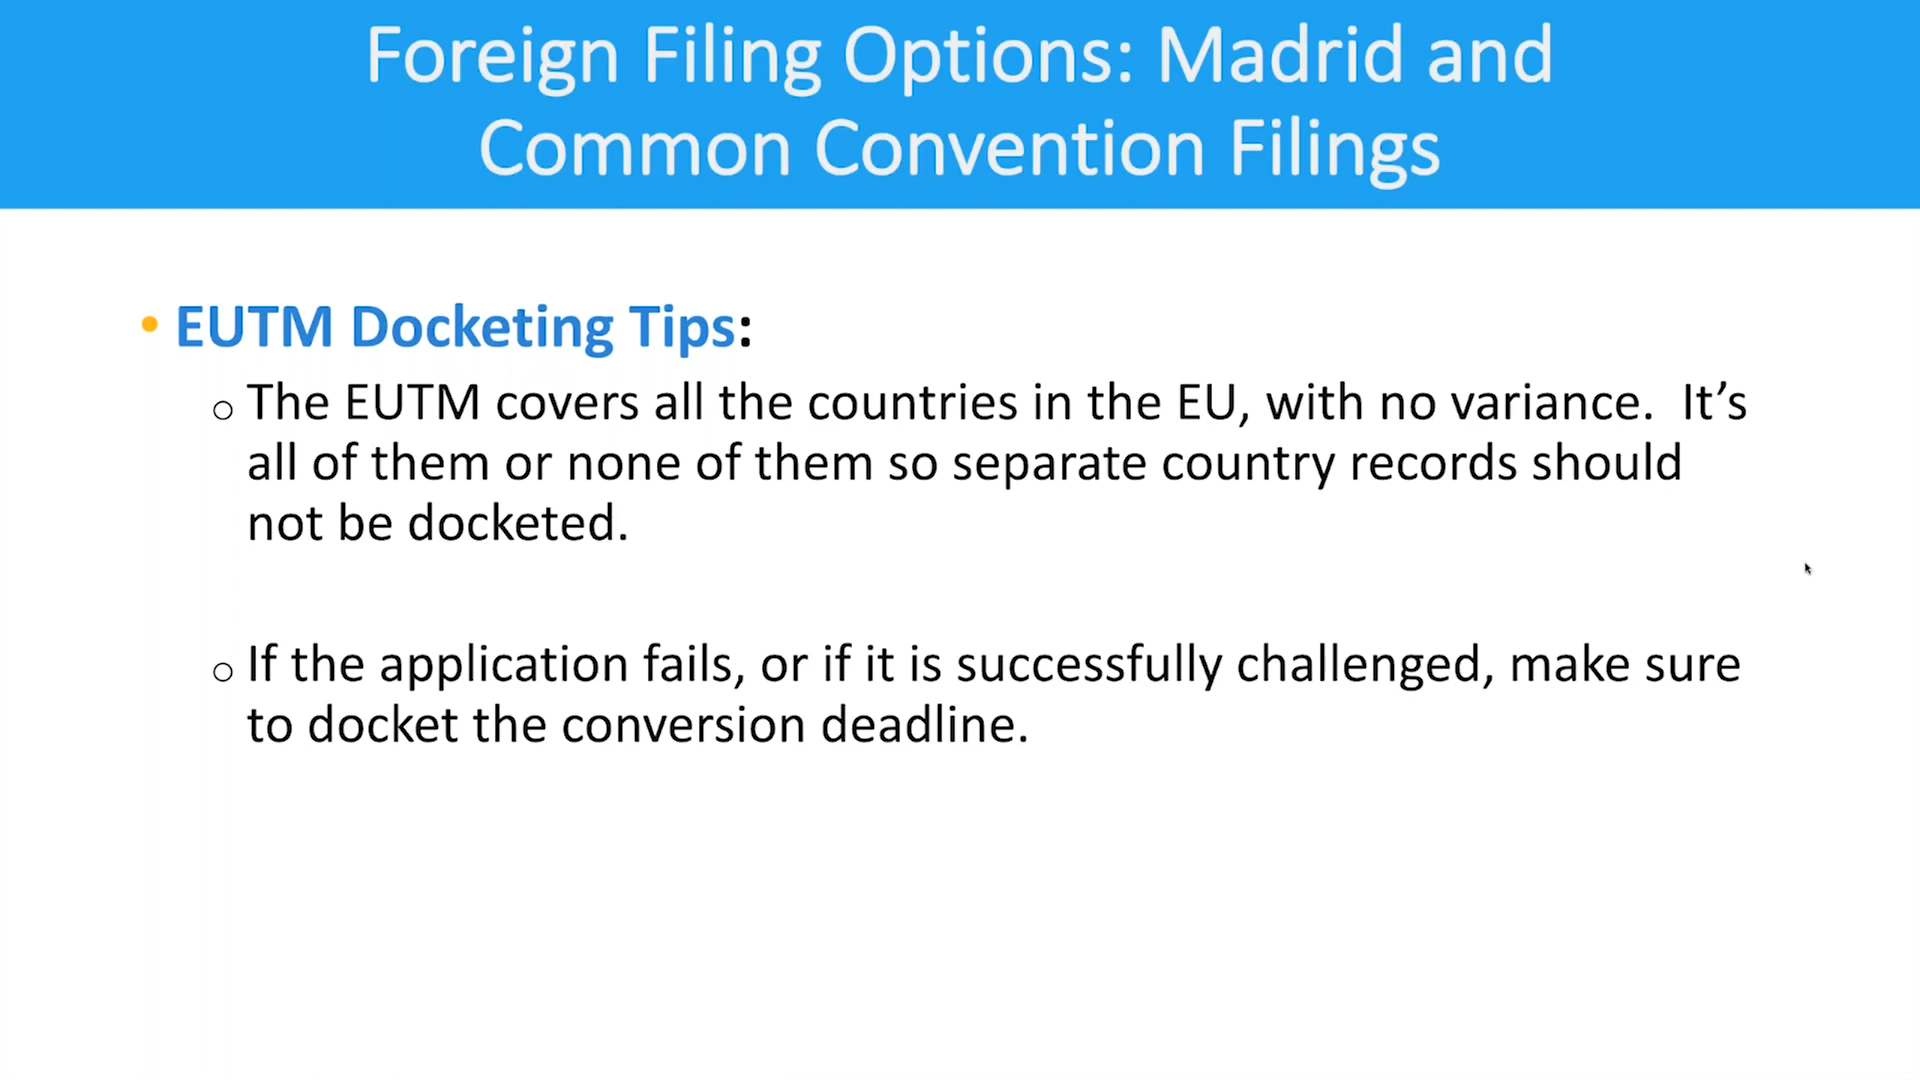 Foreign Filing Options: Madrid and
Common Convention Filings
• EUTM Docketing Tips:
o The EUTM covers all the countries in the EU, with no variance.  It’s
all of them or none of them so separate country records should
not be docketed.
o If the application fails, or if it is successfully challenged, make sure
to docket the conversion deadline.